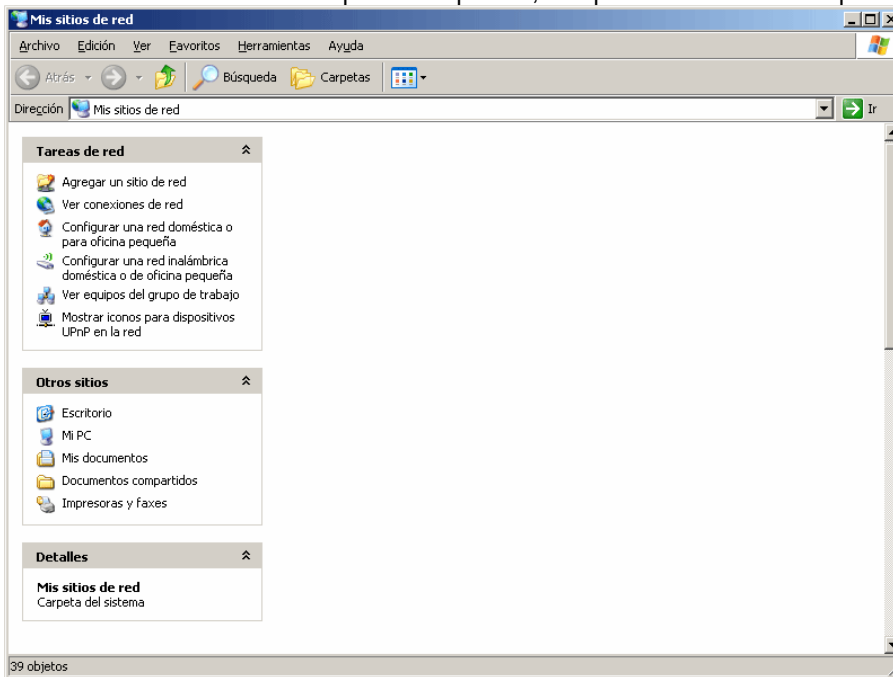 Mis sitios de red
Archivo Edición Ver Favoritos Herramientas Ayuda
Atrás Búsqueda Carpetas
Dirección Mis sitios de red Ir
Tareas de red
Agregar un sitio de red
Ver conexiones de red
Configurar una red doméstica o
para oficina pequeña
Configurar una red inalámbrica
doméstica o de oficina pequeña
Ver equipos del grupo de trabajo
Mostrar iconos para dispositivos
UPnP en la red
Otros sitios
Escritorio
Mi PC
Mis documentos
Documentos compartidos
Impresoras y faxes
Detalles
Mis sitios de red
Carpeta del sistema
39 objetos